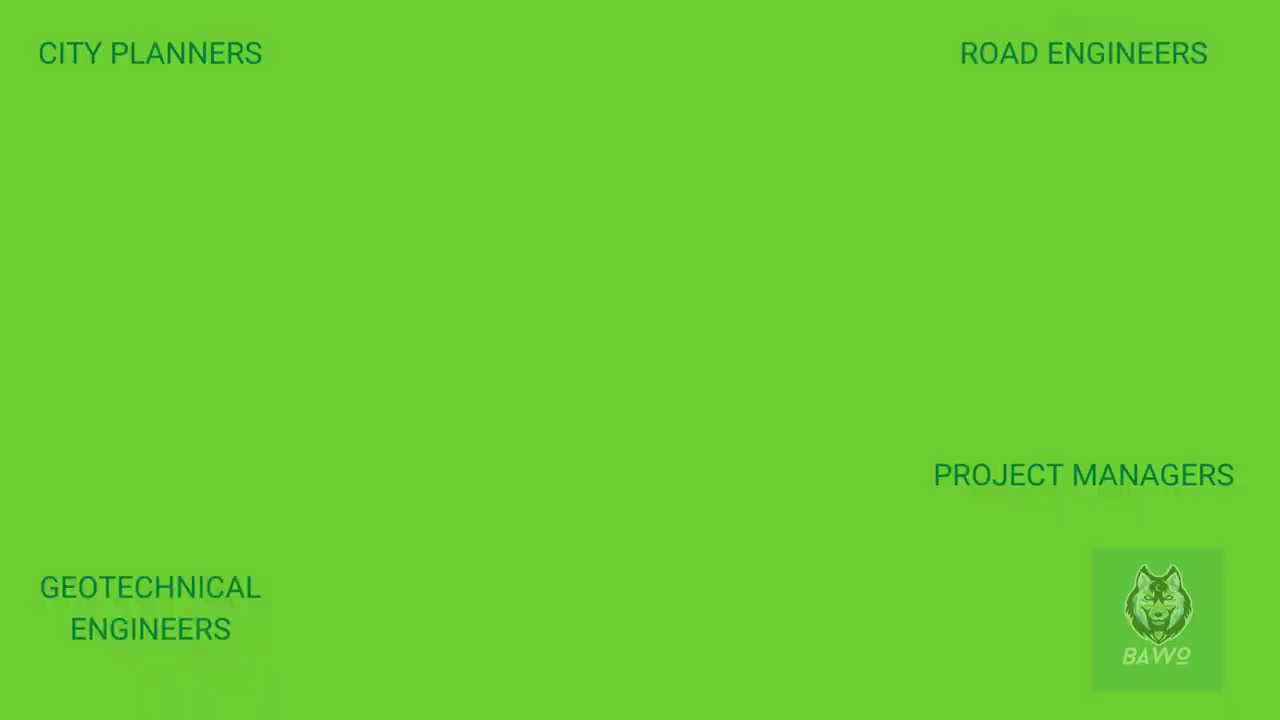 CITY PLANNERS
ROAD ENGINEERS
PROJECT MANAGERS
GEOTECHNICAL
ENGINEERS
BAWO